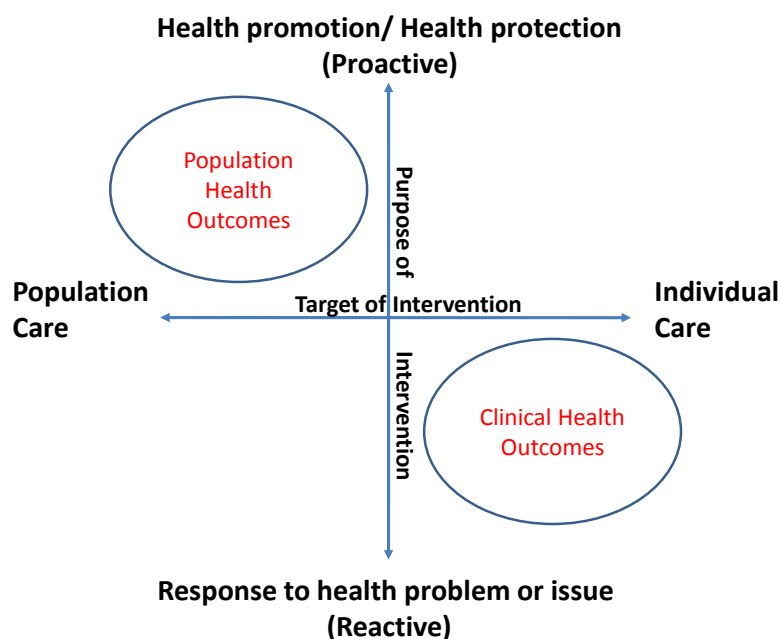 Health promotion/ Health protection
(Proactive)
Population
Health
Outcomes
Purpose of
Population
Care
Target of Intervention
Individual
Care
Intervention
Clinical Health
Outcomes
Response to health problem or issue
(Reactive)